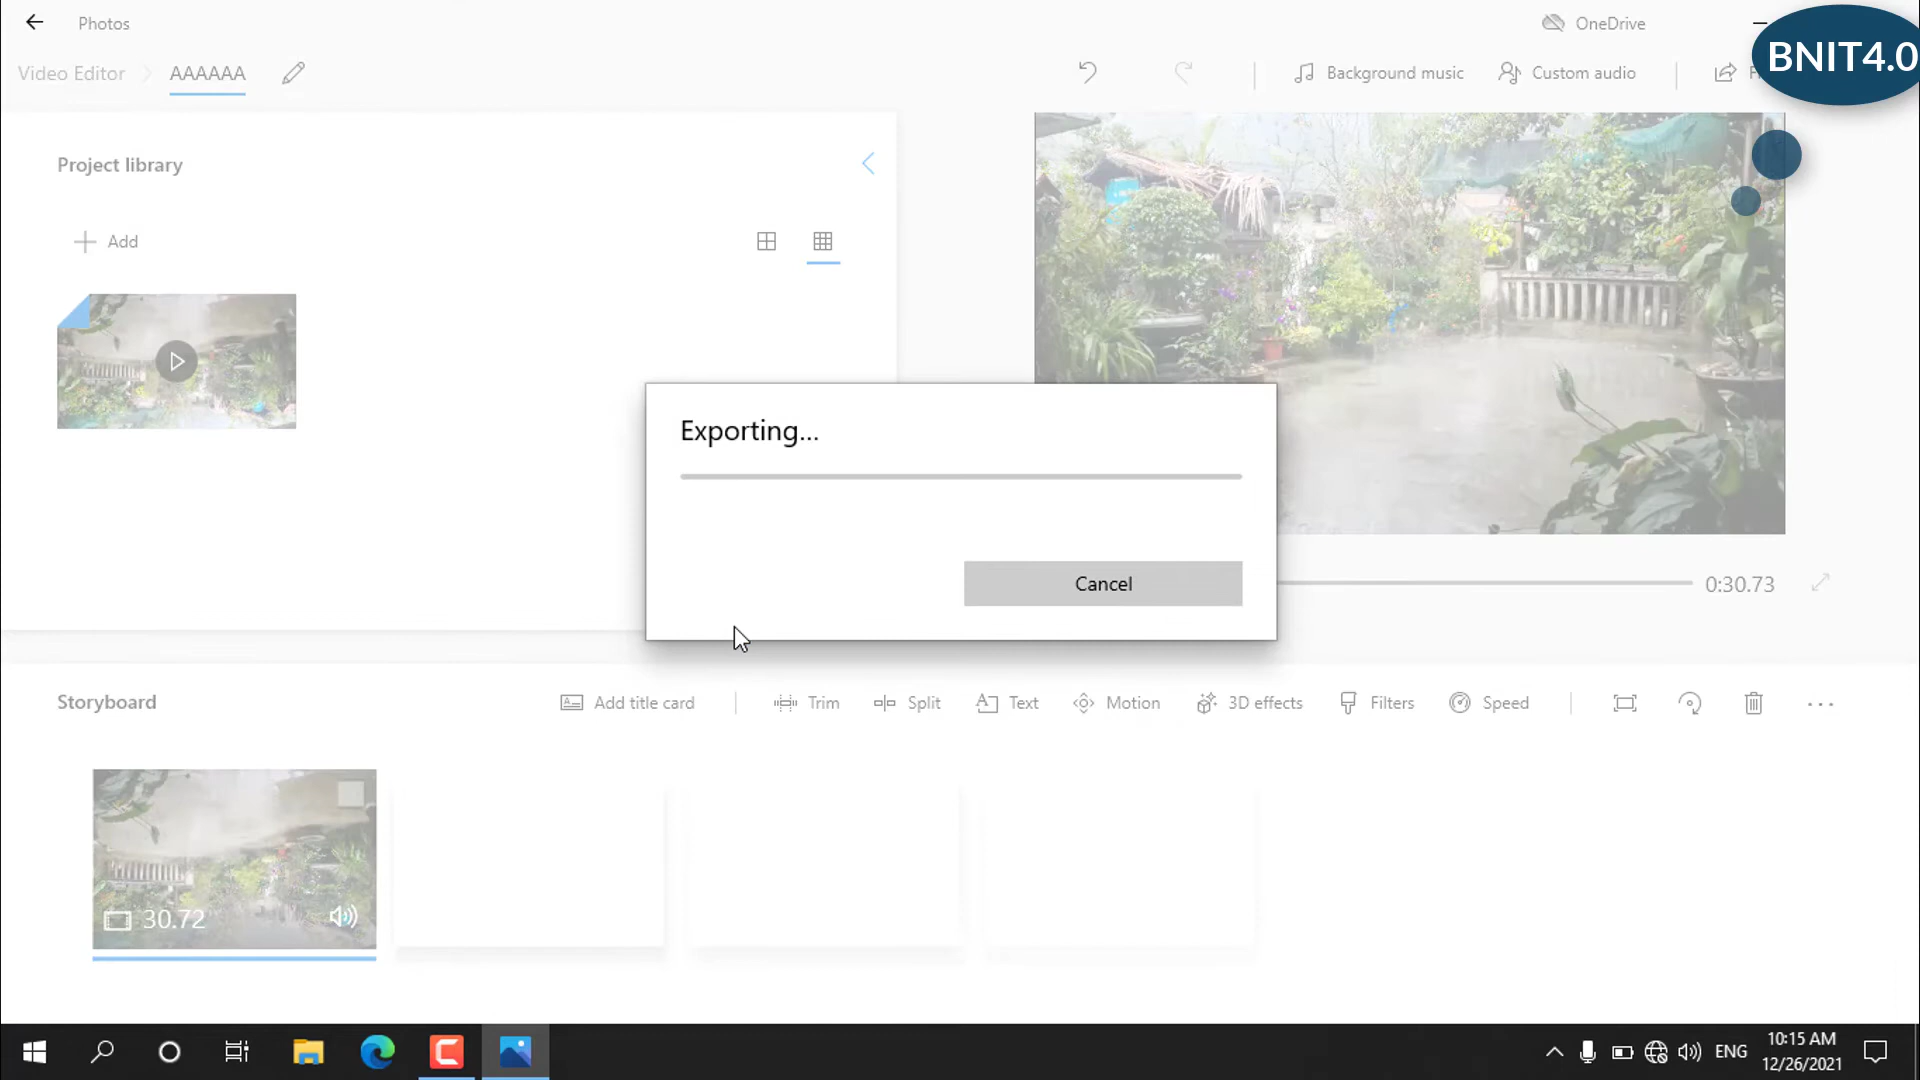 Photos
OneDrive
BNIT4.0
Video Editor
AAAAAA
Background music
Custom audio
Project library
Add
Exporting...
Cancel
0:30.73
Storyboard
Add title card
Trim
Split
Text
Motion
3D effects
Filters
Speed
30.72
ENG
10:15 AM
12/26/2021